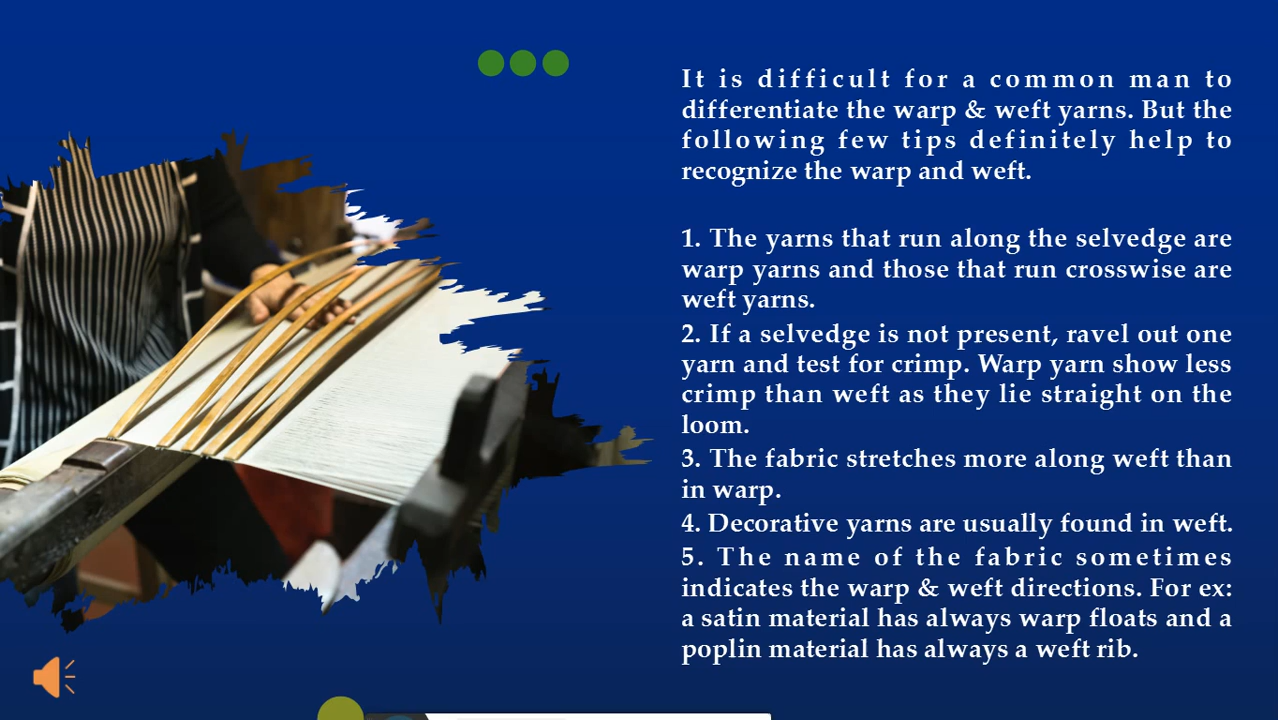 It is difficult for a common man to
differentiate the warp & weft yarns. But the
following few tips definitely help to
recognize the warp and weft.
1. The yarns that run along the selvedge are
warp yarns and those that run crosswise are
weft yarns.
2. If a selvedge is not present, ravel out one
yarn and test for crimp. Warp yarn show less
crimp than weft as they lie straight on the
loom.
3. The fabric stretches more along weft than
in warp.
4. Decorative yarns are usually found in weft.
5. The name of the fabric sometimes
indicates the warp & weft directions. For ex:
a satin material has always warp floats and a
poplin material has always a weft rib.